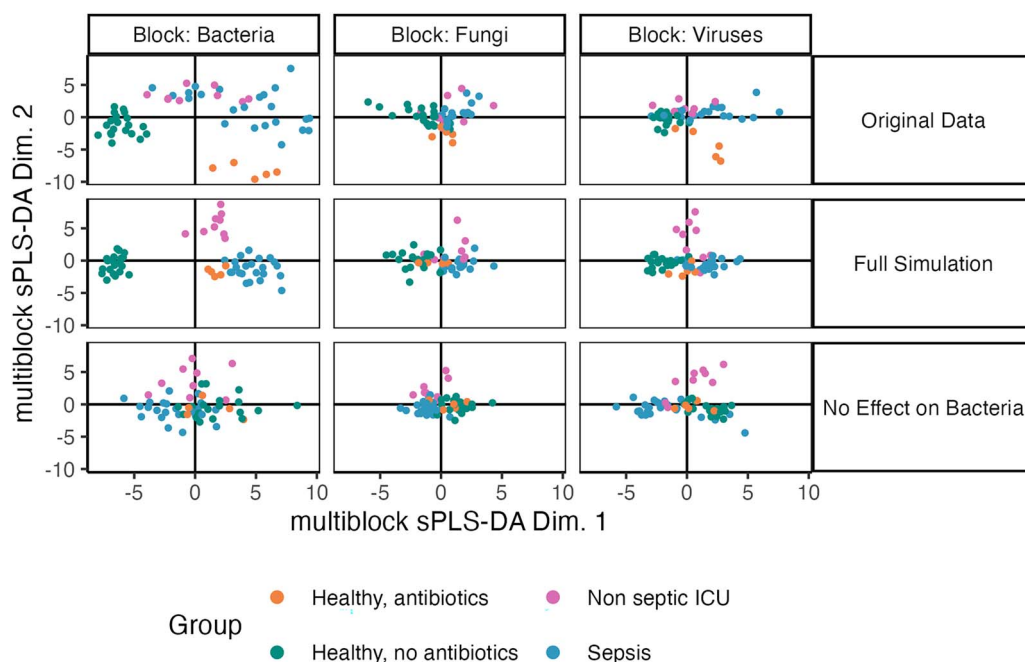 Block: Bacteria Block: Fungi Block: Viruses
multiblock sPLS-DA Dim. 2
5
0
-5
-10
Original Data
5
0
-5
-10
Full Simulation
5
0
-5
-10
No Effect on Bacteria
-5 0 5 10 -5 0 5 10 -5 0 5 10
multiblock sPLS-DA Dim. 1
Group
Healthy, antibiotics Non septic ICU
Healthy, no antibiotics Sepsis